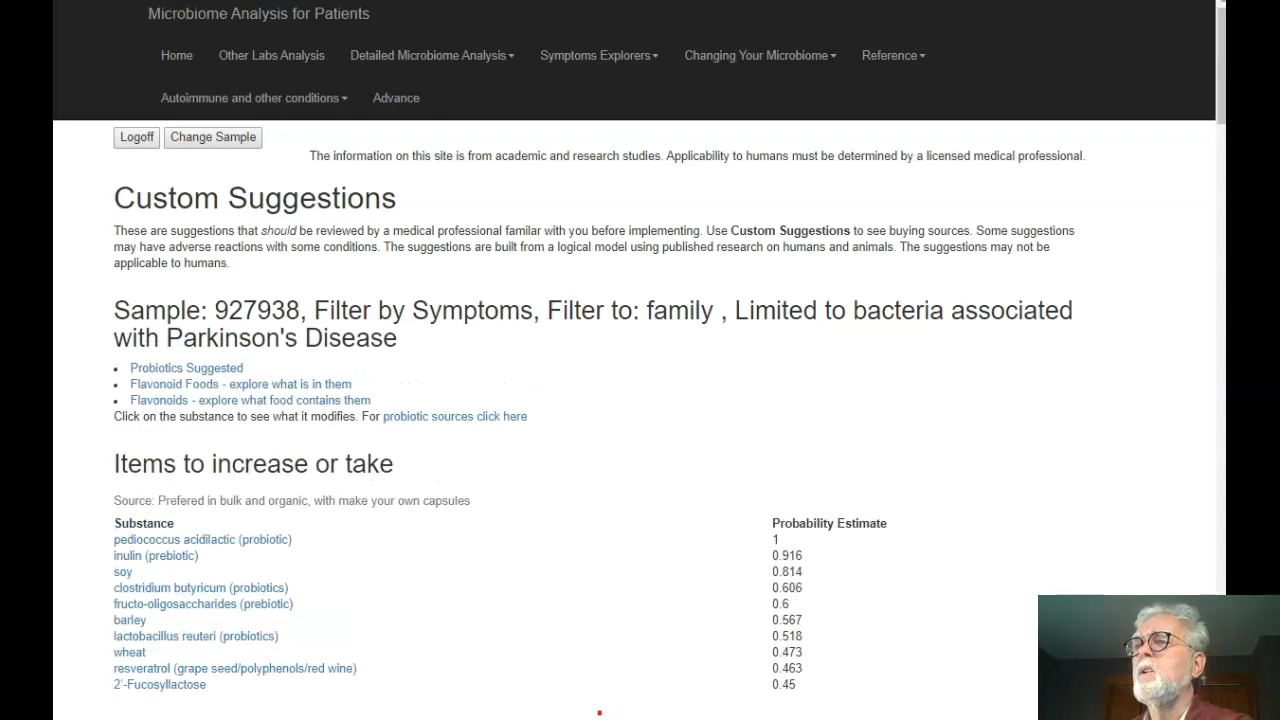 Microbiome Analysis for Patients
Home Other Labs Analysis Detailed Microbiome Analysis Symptoms Explorers Changing Your Microbiome Reference
Autoimmune and other conditions Advance
Logoff Change Sample
The information on this site is from academic and research studies. Applicability to humans must be determined by a licensed medical professional.
Custom Suggestions
These are suggestions that should be reviewed by a medical professional familar with you before implementing. Use Custom Suggestions to see buying sources. Some suggestions
may have adverse reactions with some conditions. The suggestions are built from a logical model using published research on humans and animals. The suggestions may not be
applicable to humans.
Sample: 927938, Filter by Symptoms, Filter to: family , Limited to bacteria associated
with Parkinson's Disease
Probiotics Suggested
Flavonoid Foods - explore what is in them
Flavonoids - explore what food contains them
Click on the substance to see what it modifies. For probiotic sources click here
Items to increase or take
Source: Prefered in bulk and organic, with make your own capsules
Substance Probability Estimate
pediococcus acidilactic (probiotic) 1
inulin (prebiotic) 0.916
soy 0.814
clostridium butyricum (probiotics) 0.606
fructo-oligosaccharides (prebiotic) 0.6
barley 0.567
lactobacillus reuteri (probiotics) 0.518
wheat 0.473
resveratrol (grape seed/polyphenols/red wine) 0.463
2'-Fucosyllactose 0.45